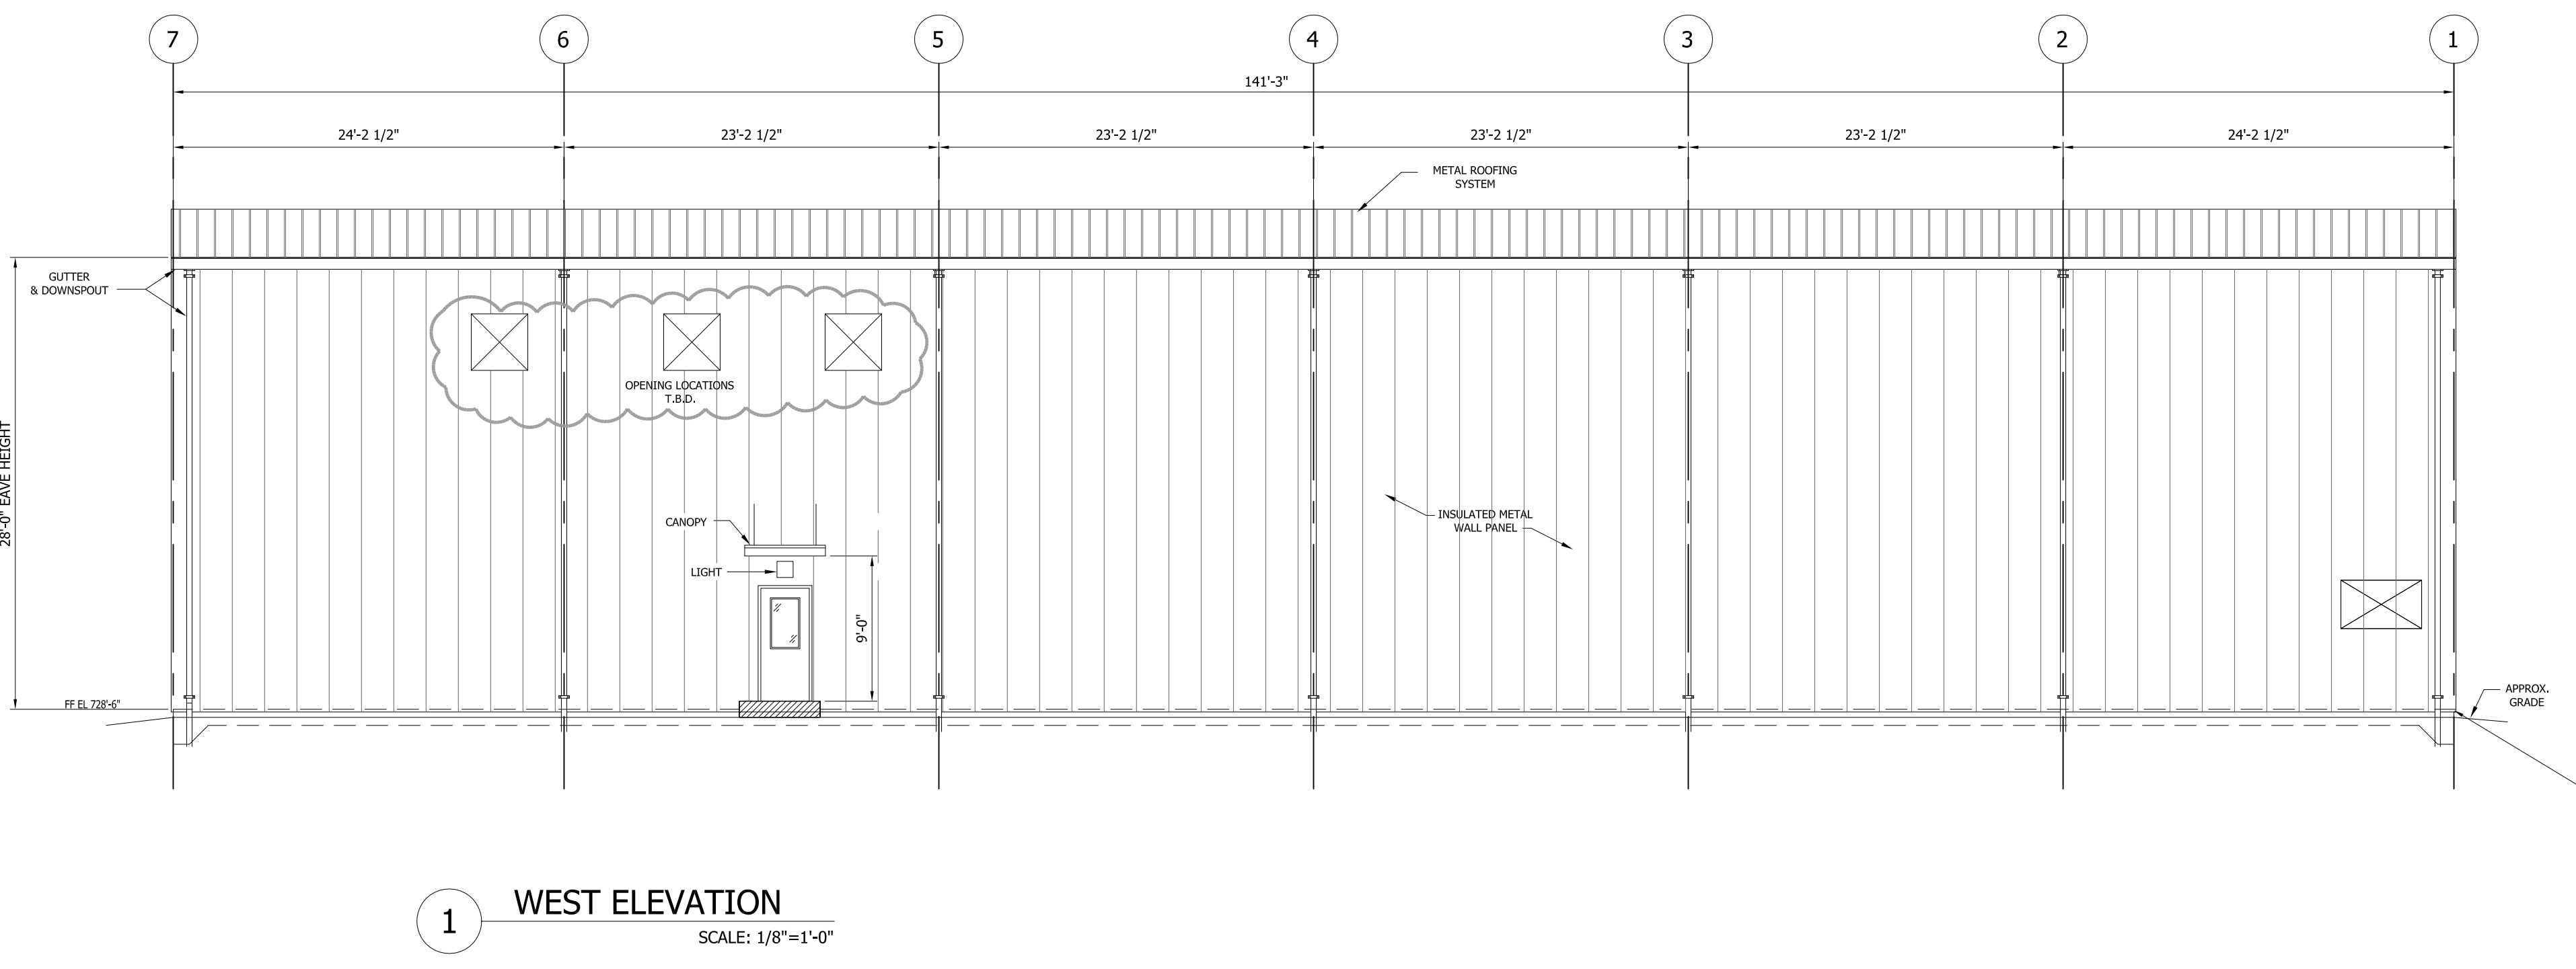 7 6 5 4 3 2 1
141'-3"
24'-2 1/2" 23'-2 1/2" 23'-2 1/2" 23'-2 1/2" 23'-2 1/2" 24'-2 1/2"
METAL ROOFING
SYSTEM
GUTTER
& DOWNSPOUT
28'-0" EAVE HEIGHT
OPENING LOCATIONS
T.B.D.
CANOPY
LIGHT
9'-0"
INSULATED METAL
WALL PANEL
FF EL 728'-6"
APPROX.
GRADE
1
WEST ELEVATION
SCALE: 1/8"=1'-0"